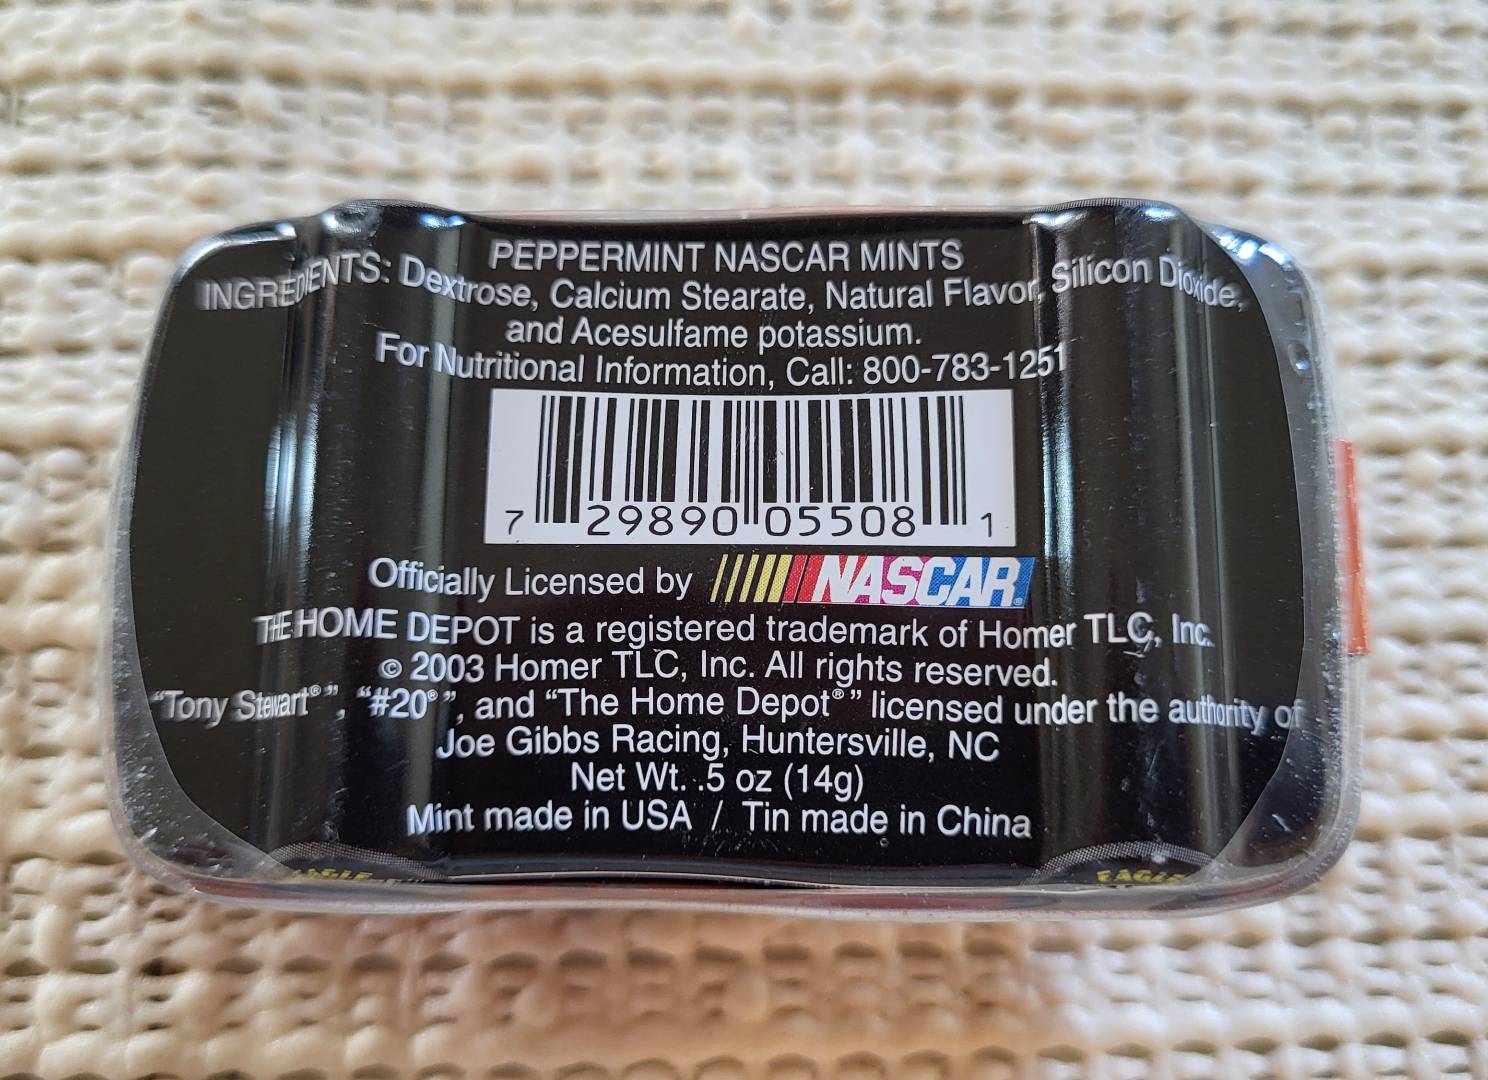 PEPPERMINT NASCAR MINTS
INGREDIENTS: Dextrose, Calcium Stearate, Natural Flavor, Silicon Dioxide,
and Acesulfame potassium.
For Nutritional Information, Call: 800-783-1251
7 29890 05508 1
Officially Licensed by NASCAR®
THE HOME DEPOT is a registered trademark of Homer TLC, Inc.
© 2003 Homer TLC, Inc. All rights reserved.
“Tony Stewart®”, “#20®”, and “The Home Depot®” licensed under the authority of
Joe Gibbs Racing, Huntersville, NC
Net Wt. .5 oz (14g)
Mint made in USA / Tin made in China
EAGLE EAGLE